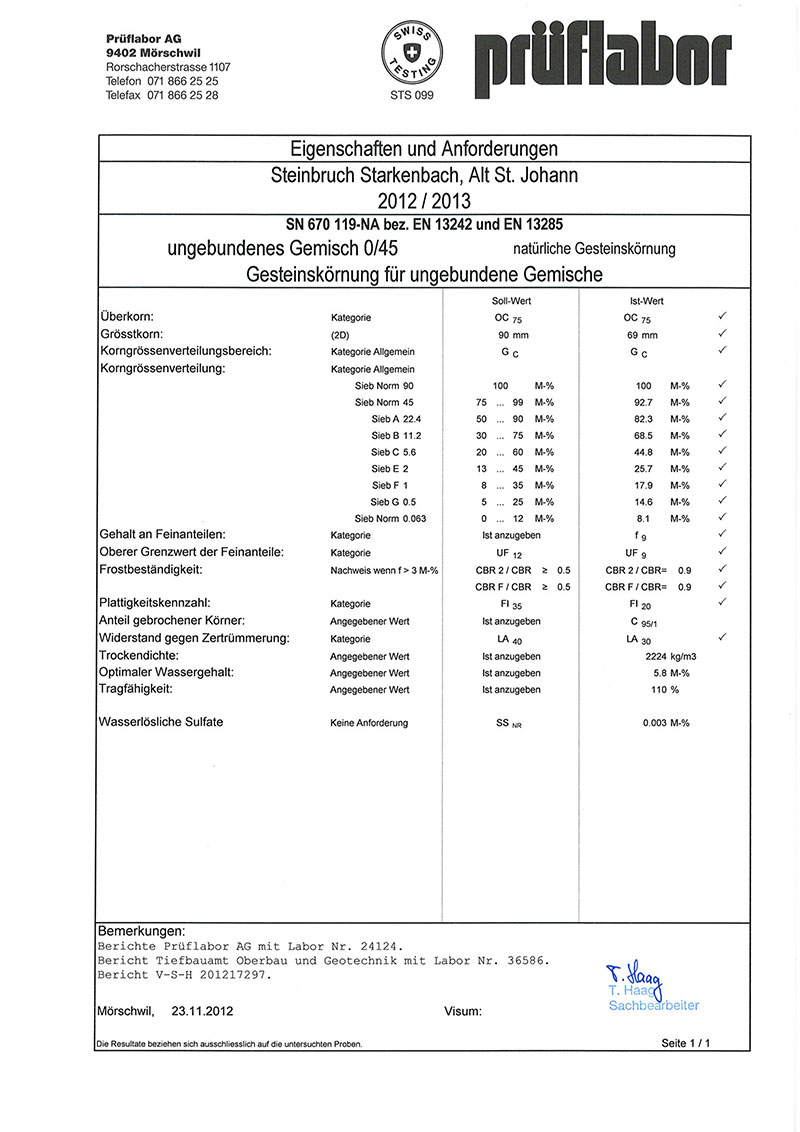 Prüflabor AG
9402 Mörschwil
Rorschacherstrasse 1107
Telefon 071 866 25 25
Telefax 071 866 25 28
SWISS TESTING
STS 099
prüflabor
Eigenschaften und Anforderungen
Steinbruch Starkenbach, Alt St. Johann
2012 / 2013
SN 670 119-NA bez. EN 13242 und EN 13285
ungebundenes Gemisch 0/45 natürliche Gesteinskörnung
Gesteinskörnung für ungebundene Gemische
Soll-Wert Ist-Wert
Überkorn: Kategorie OC 75 OC 75 ✓
Grösstkorn: (2D) 90 mm 69 mm ✓
Korngrössenverteilungsbereich: Kategorie Allgemein G C G C ✓
Korngrössenverteilung: Kategorie Allgemein
Sieb Norm 90 100 M-% 100 M-% ✓
Sieb Norm 45 75 ... 99 M-% 92.7 M-% ✓
Sieb A 22.4 50 ... 90 M-% 82.3 M-% ✓
Sieb B 11.2 30 ... 75 M-% 68.5 M-% ✓
Sieb C 5.6 20 ... 60 M-% 44.8 M-% ✓
Sieb E 2 13 ... 45 M-% 25.7 M-% ✓
Sieb F 1 8 ... 35 M-% 17.9 M-% ✓
Sieb G 0.5 5 ... 25 M-% 14.6 M-% ✓
Sieb Norm 0.063 0 ... 12 M-% 8.1 M-% ✓
Gehalt an Feinanteilen: Kategorie Ist anzugeben f 9 ✓
Oberer Grenzwert der Feinanteile: Kategorie UF 12 UF 9 ✓
Frostbeständigkeit: Nachweis wenn f > 3 M-% CBR 2 / CBR ≥ 0.5 CBR 2 / CBR= 0.9 ✓
CBR F / CBR ≥ 0.5 CBR F / CBR= 0.9 ✓
Plattigkeitskennzahl: Kategorie FI 35 FI 20 ✓
Anteil gebrochener Körner: Angegebener Wert Ist anzugeben C 95/1
Widerstand gegen Zertrümmerung: Kategorie LA 40 LA 30 ✓
Trockendichte: Angegebener Wert Ist anzugeben 2224 kg/m3
Optimaler Wassergehalt: Angegebener Wert Ist anzugeben 5.8 M-%
Tragfähigkeit: Angegebener Wert Ist anzugeben 110 %
Wasserlösliche Sulfate Keine Anforderung SS NR 0.003 M-%
Bemerkungen:
Berichte Prüflabor AG mit Labor Nr. 24124.
Bericht Tiefbauamt Oberbau und Geotechnik mit Labor Nr. 36586.
Bericht V-S-H 201217297.
T. Haag
T. Haag
Sachbearbeiter
Mörschwil, 23.11.2012 Visum:
Die Resultate beziehen sich ausschliesslich auf die untersuchten Proben. Seite 1 / 1